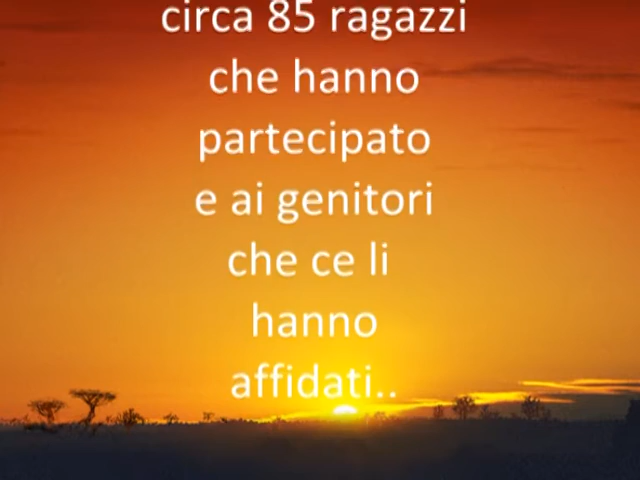 circa 85 ragazzi
che hanno
partecipato
e ai genitori
che ce li
hanno
affidati..